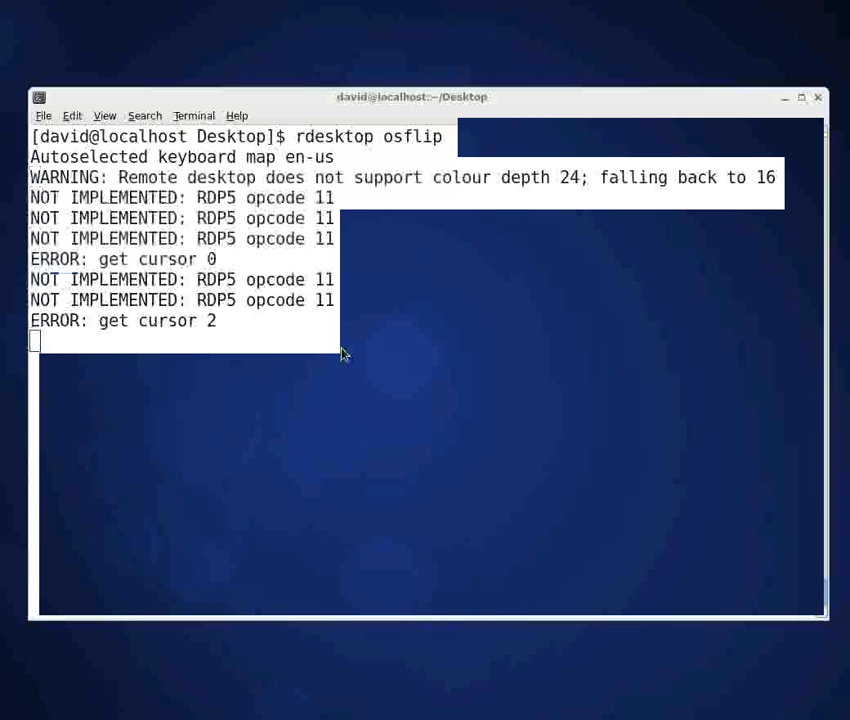 david@localhost:~/Desktop
File Edit View Search Terminal Help
[david@localhost Desktop]$ rdesktop osflip
Autoselected keyboard map en-us
WARNING: Remote desktop does not support colour depth 24; falling back to 16
NOT IMPLEMENTED: RDP5 opcode 11
NOT IMPLEMENTED: RDP5 opcode 11
NOT IMPLEMENTED: RDP5 opcode 11
ERROR: get cursor 0
NOT IMPLEMENTED: RDP5 opcode 11
NOT IMPLEMENTED: RDP5 opcode 11
ERROR: get cursor 2